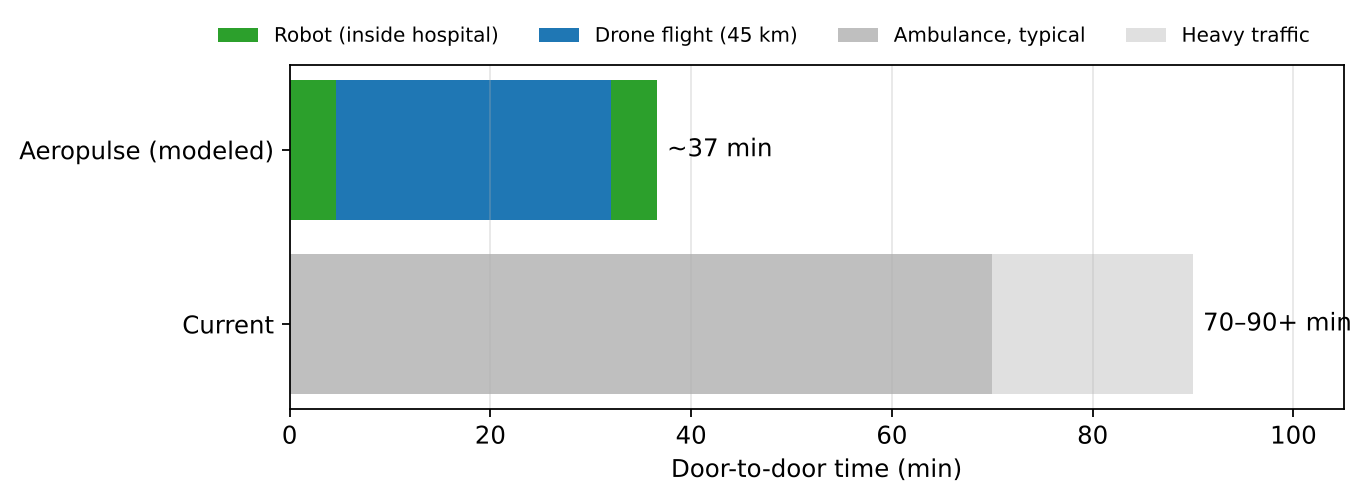 Robot (inside hospital) Drone flight (45 km) Ambulance, typical Heavy traffic
Aeropulse (modeled) ~37 min
Current 70–90+ min
0 20 40 60 80 100
Door-to-door time (min)